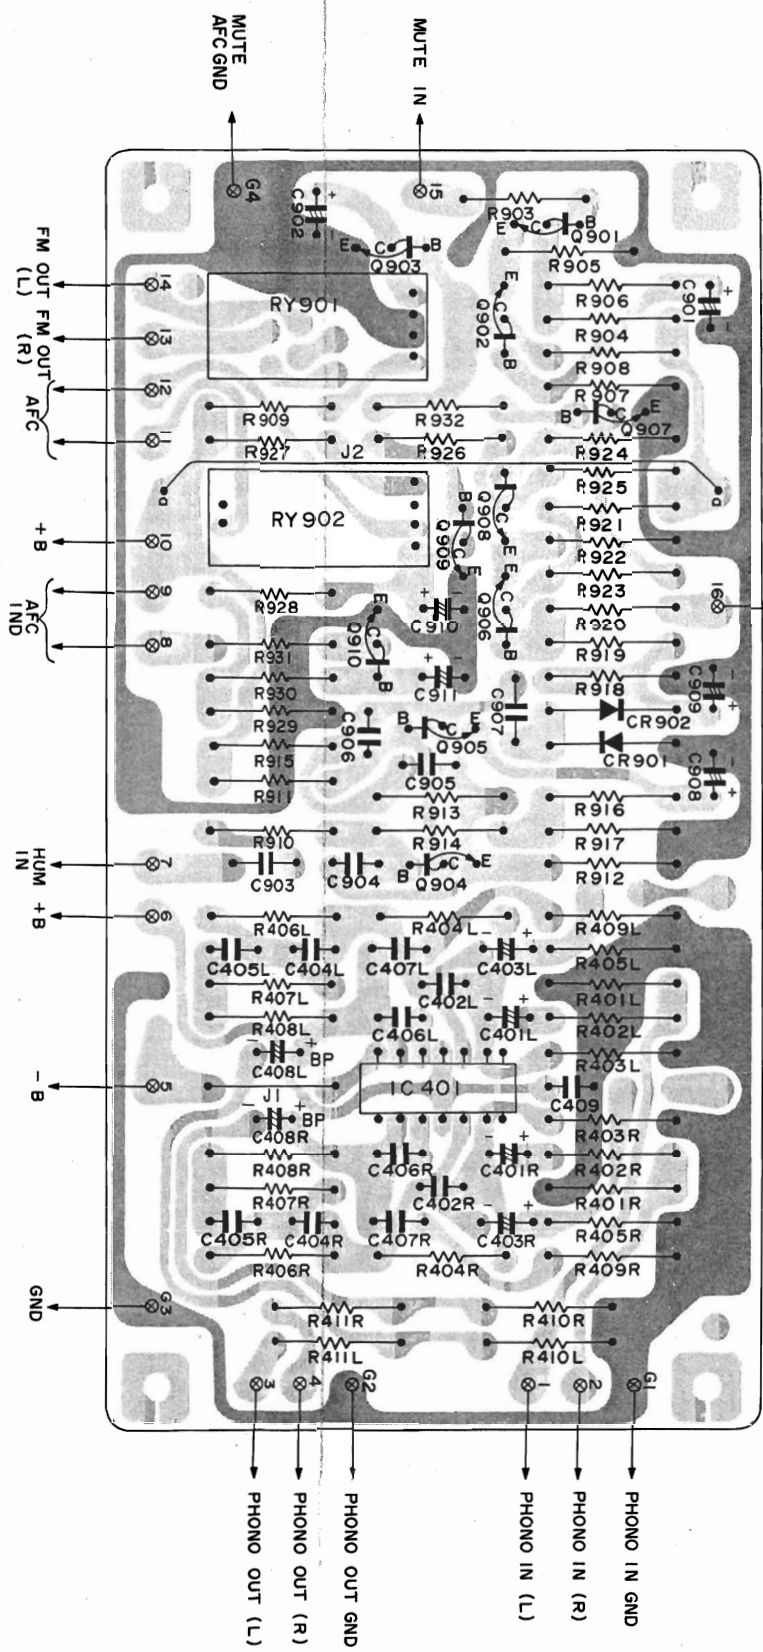 MUTE
AFC GND
MUTE IN
G4
15
+
C902
-
R903
E C B
Q901
E C B
Q903
R905
FM OUT
(L)
14
RY901
E
C
Q902
B
R906
+
C901
-
FM OUT
(R)
13
R904
R908
12
AFC
R907
B C E
Q907
R909
R932
11
R927
J2
R926
R924
R925
a
a
RY902
B
C
Q909
E
Q908
C
E
R921
+B
10
R922
AFC
IND
9
R928
E
C
Q910
B
+ -
C910
E
C
Q906
B
R923
R920
16
8
R931
R919
R930
+ -
C911
R918
-
C909
+
R929
C906
B C E
Q905
C907
CR902
R915
CR901
C905
-
C908
+
R911
R913
R916
R910
R914
R917
HUM
IN
7
C903
C904
B C E
Q904
R912
+B
6
R406L
R404L
R409L
C405L
C404L
C407L
- +
C403L
R405L
R407L
C402L
R401L
R408L
C406L
- +
C401L
R402L
- +
BP
C408L
R403L
-B
5
IC401
C409
J1
- +
BP
C408R
R403R
R408R
C406R
- +
C401R
R402R
R407R
C402R
R401R
C405R
C404R
C407R
- +
C403R
R405R
R406R
R404R
R409R
GND
G3
R411R
R410R
R411L
R410L
3
4
G2
1
2
G1
PHONO OUT (L)
PHONO OUT (R)
PHONO OUT GND
PHONO IN (L)
PHONO IN (R)
PHONO IN GND